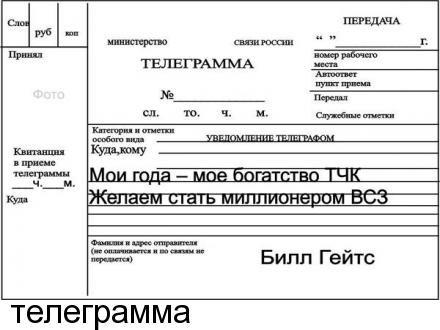 Слов
руб
коп
министерство
СВЯЗИ РОССИИ
ПЕРЕДАЧА
“ ”____________г.
номер рабочего
места
Автоответ
пункт приема
Передал
Служебные отметки
ТЕЛЕГРАММА
№______________
сл. то. ч. м.
Принял
Фото
Квитанция
в приеме
телеграммы
___ч.___м.
Куда
Категория и отметки
особого вида
УВЕДОМЛЕНИЕ ТЕЛЕГРАФОМ
Куда,кому
Мои года – мое богатство ТЧК
Желаем стать миллионером ВСЗ
Фамилия и адрес отправителя
(не оплачивается и по связям не
передается)
Билл Гейтс
телеграмма